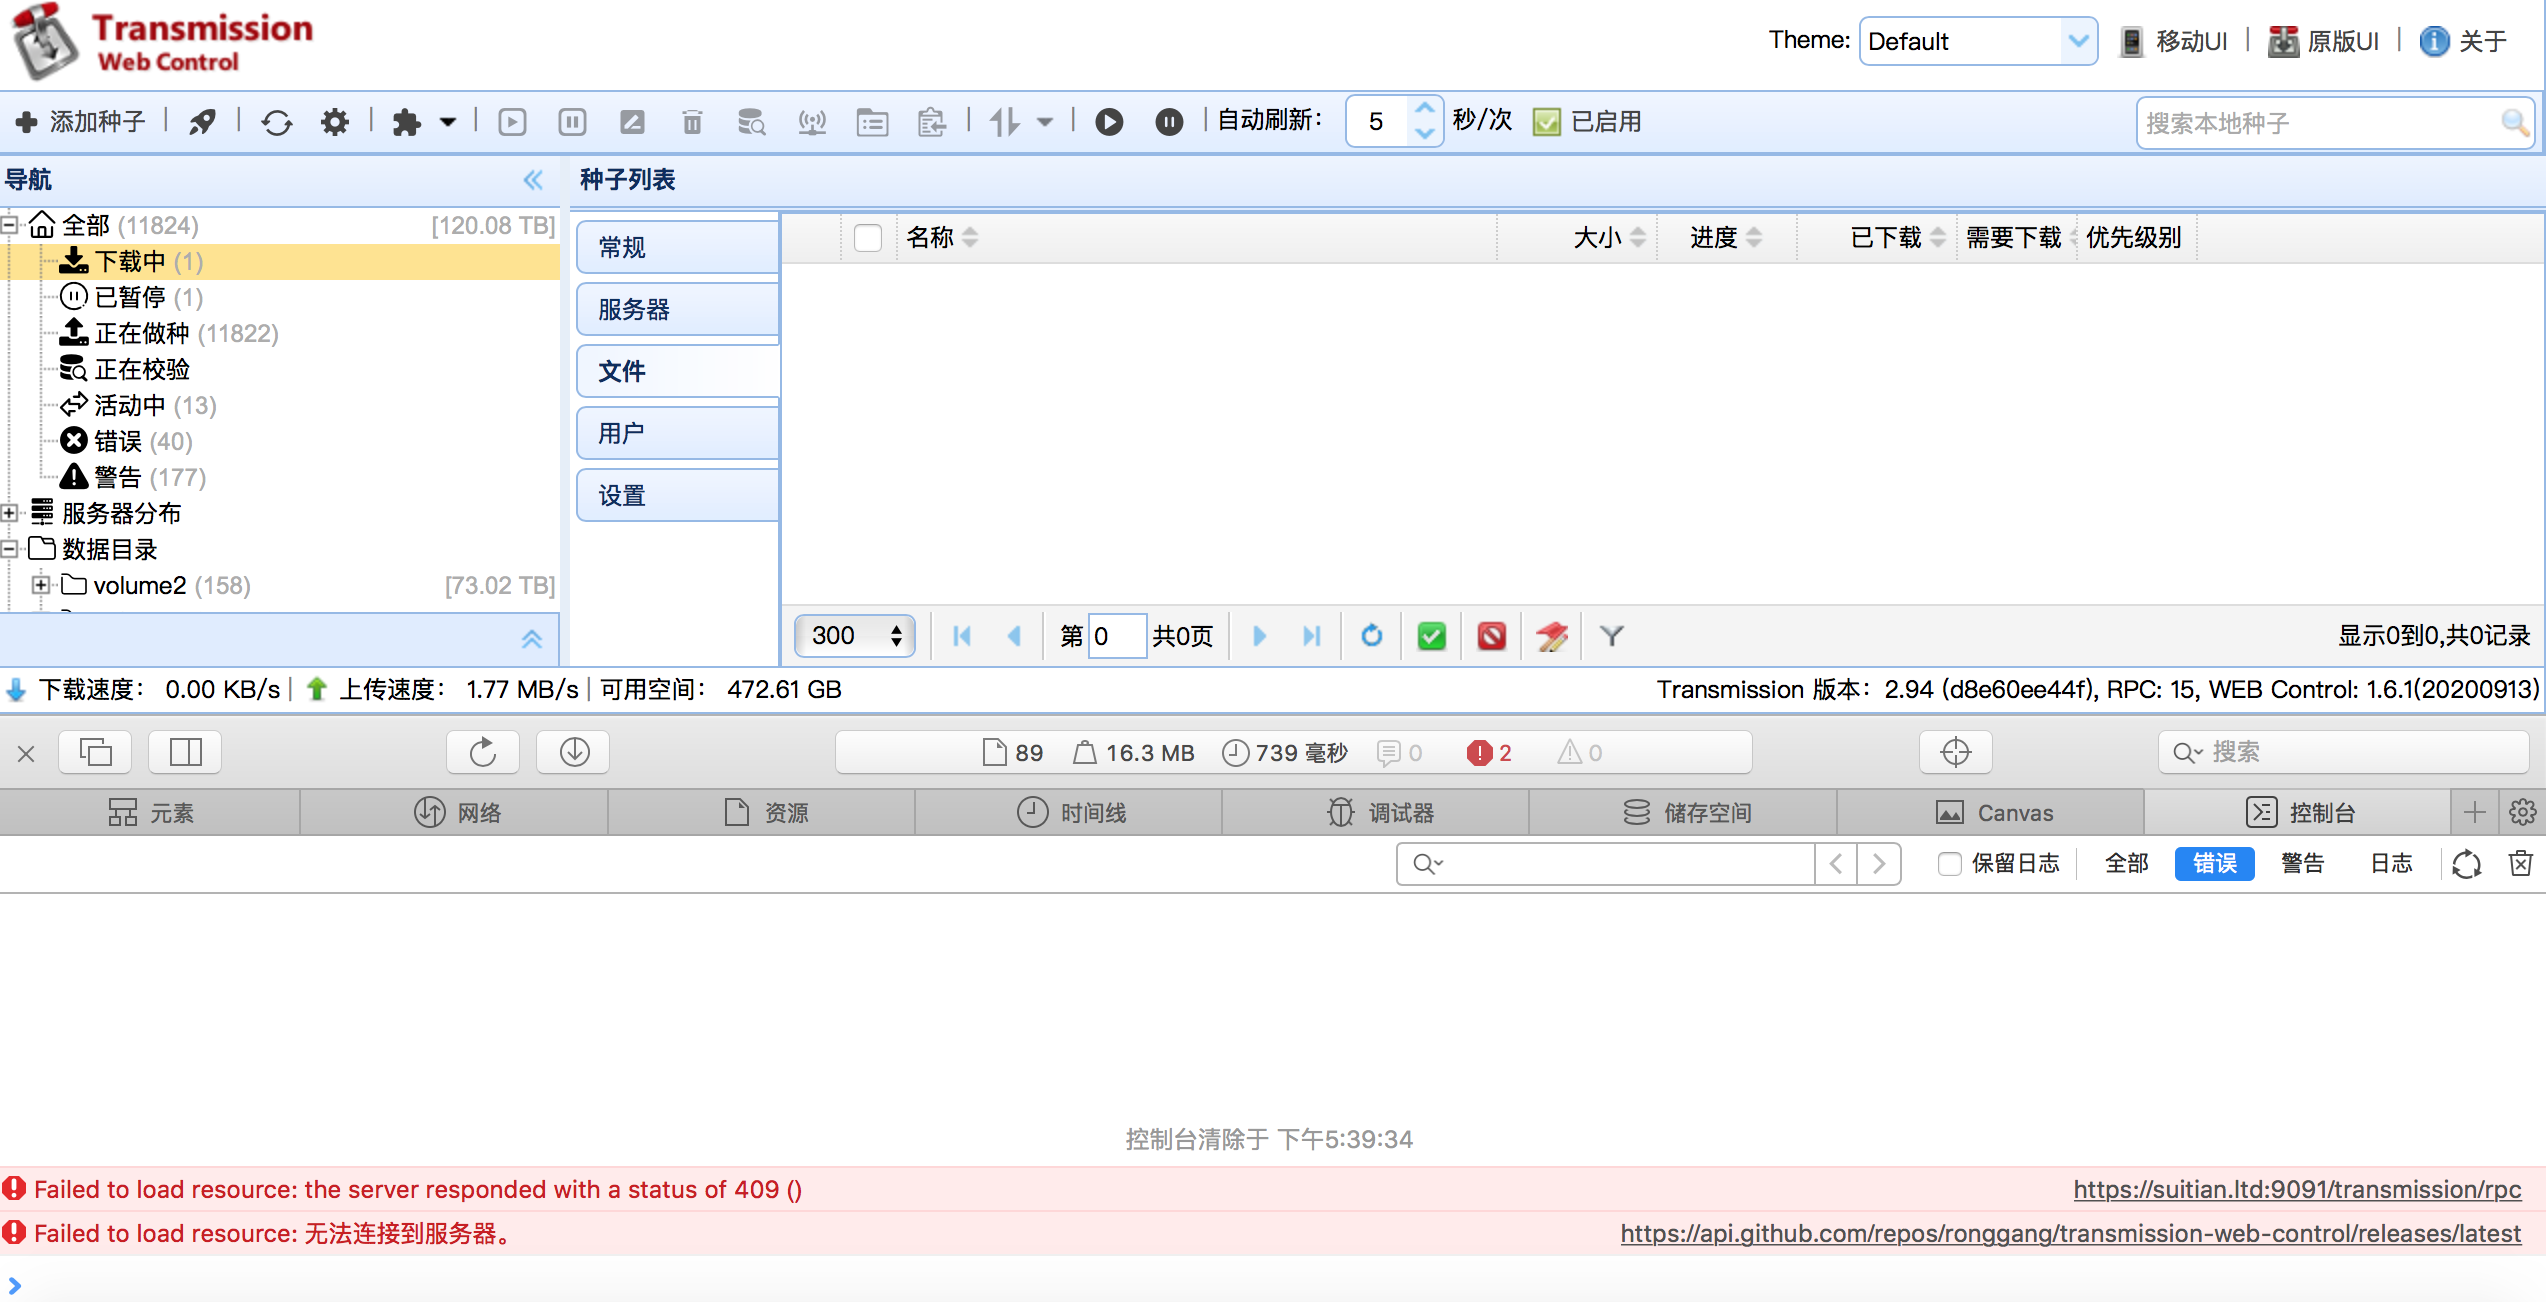 Transmission
Web Control
Theme: Default 移动UI | 原版UI | 关于
添加种子 自动刷新： 5 秒/次 已启用 搜索本地种子
导航
全部 (11824) [120.08 TB]
下载中 (1)
已暂停 (1)
正在做种 (11822)
正在校验
活动中 (13)
错误 (40)
警告 (177)
服务器分布
数据目录
volume2 (158) [73.02 TB]
种子列表
常规
服务器
文件
用户
设置
名称 大小 进度 已下载 需要下载 优先级别
300 第 0 共0页 显示0到0,共0记录
下载速度： 0.00 KB/s | 上传速度： 1.77 MB/s | 可用空间： 472.61 GB Transmission 版本：2.94 (d8e60ee44f), RPC: 15, WEB Control: 1.6.1(20200913)
89 16.3 MB 739 毫秒 0 2 0 搜索
元素 网络 资源 时间线 调试器 储存空间 Canvas 控制台
保留日志 全部 错误 警告 日志
控制台清除于 下午5:39:34
Failed to load resource: the server responded with a status of 409 () https://suitian.ltd:9091/transmission/rpc
Failed to load resource: 无法连接到服务器。 https://api.github.com/repos/ronggang/transmission-web-control/releases/latest